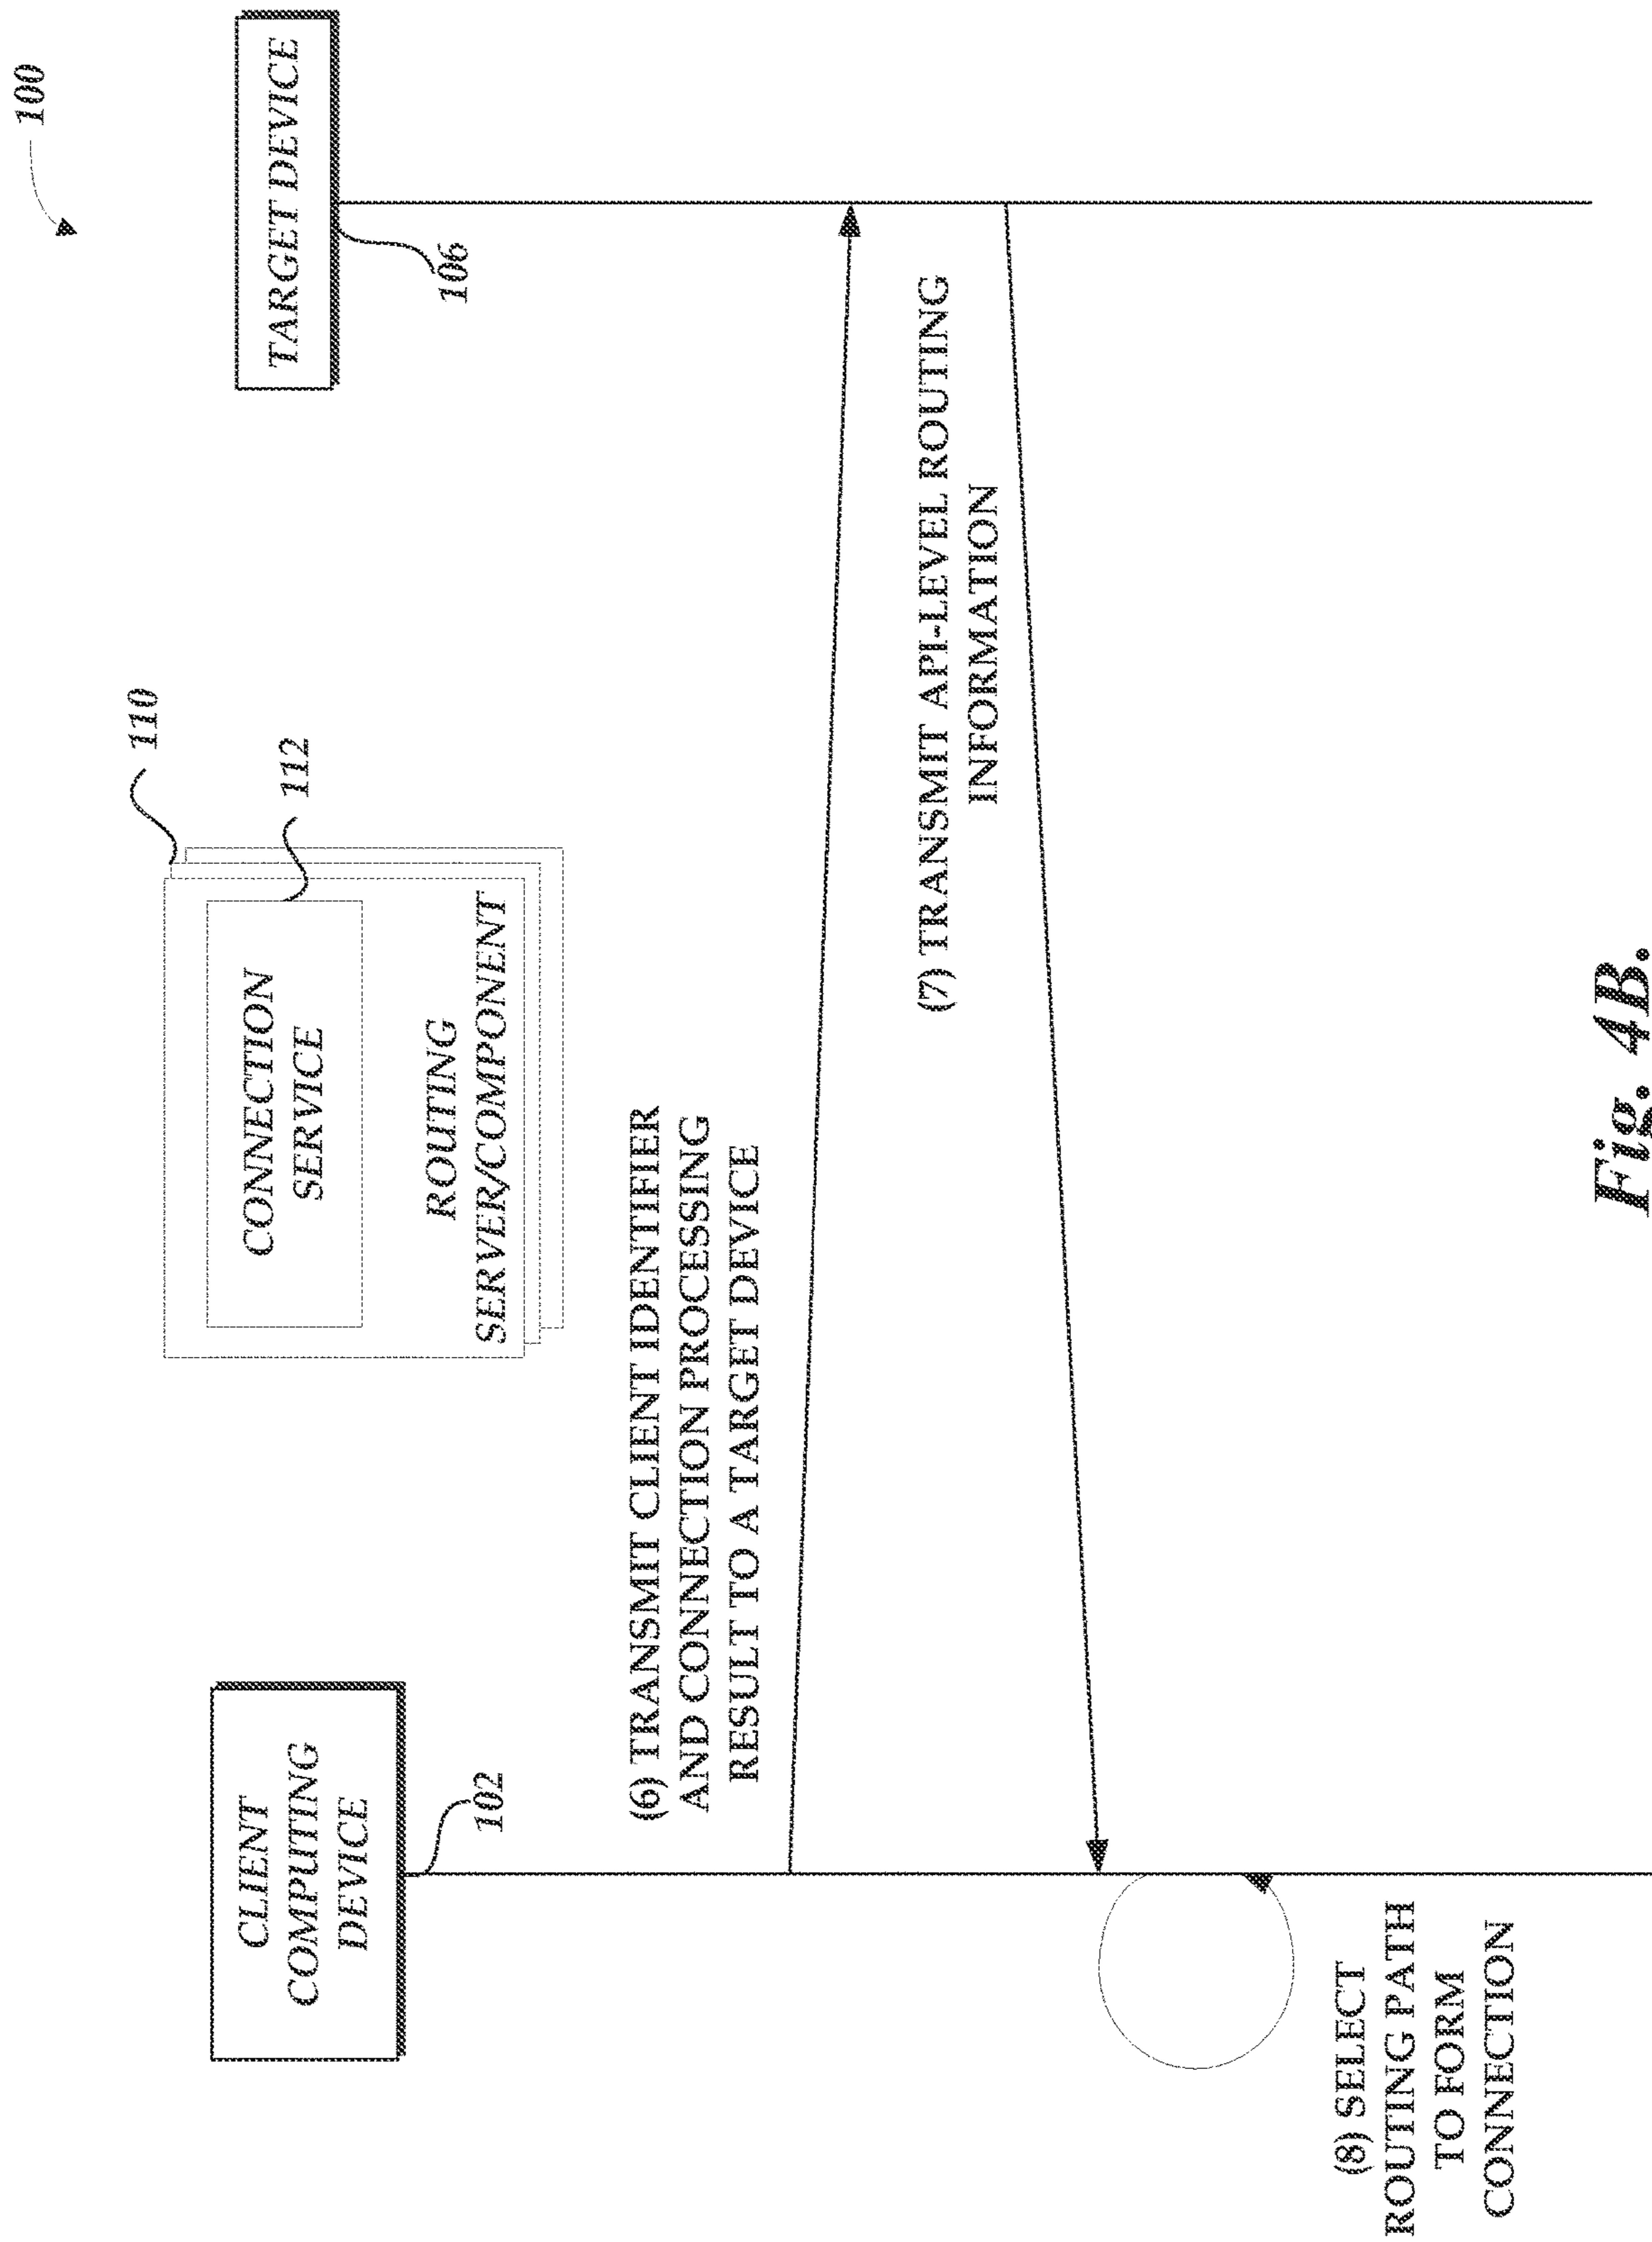 100
CLIENT
COMPUTING
DEVICE
102
CONNECTION
SERVICE
ROUTING
SERVER/COMPONENT
110
112
TARGET DEVICE
106
(6) TRANSMIT CLIENT IDENTIFIER
AND CONNECTION PROCESSING
RESULT TO A TARGET DEVICE
(7) TRANSMIT API-LEVEL ROUTING
INFORMATION
(8) SELECT
ROUTING PATH
TO FORM
CONNECTION
Fig. 4B.